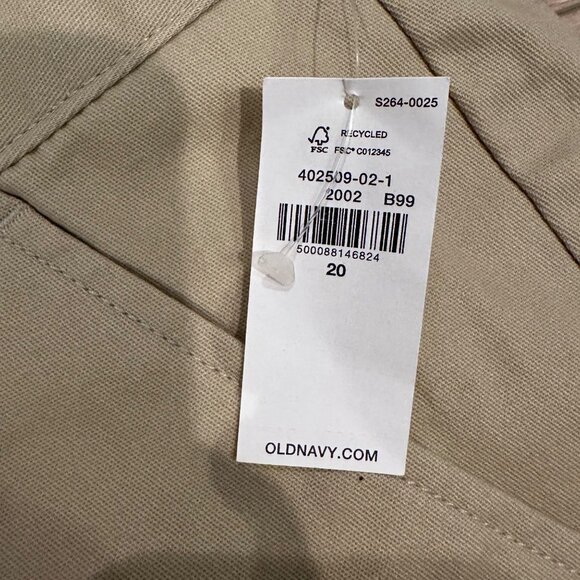 S264-0025
RECYCLED
FSC FSC® C012345
402509-02-1
2002 B99
500088146824
20
OLDNAVY.COM